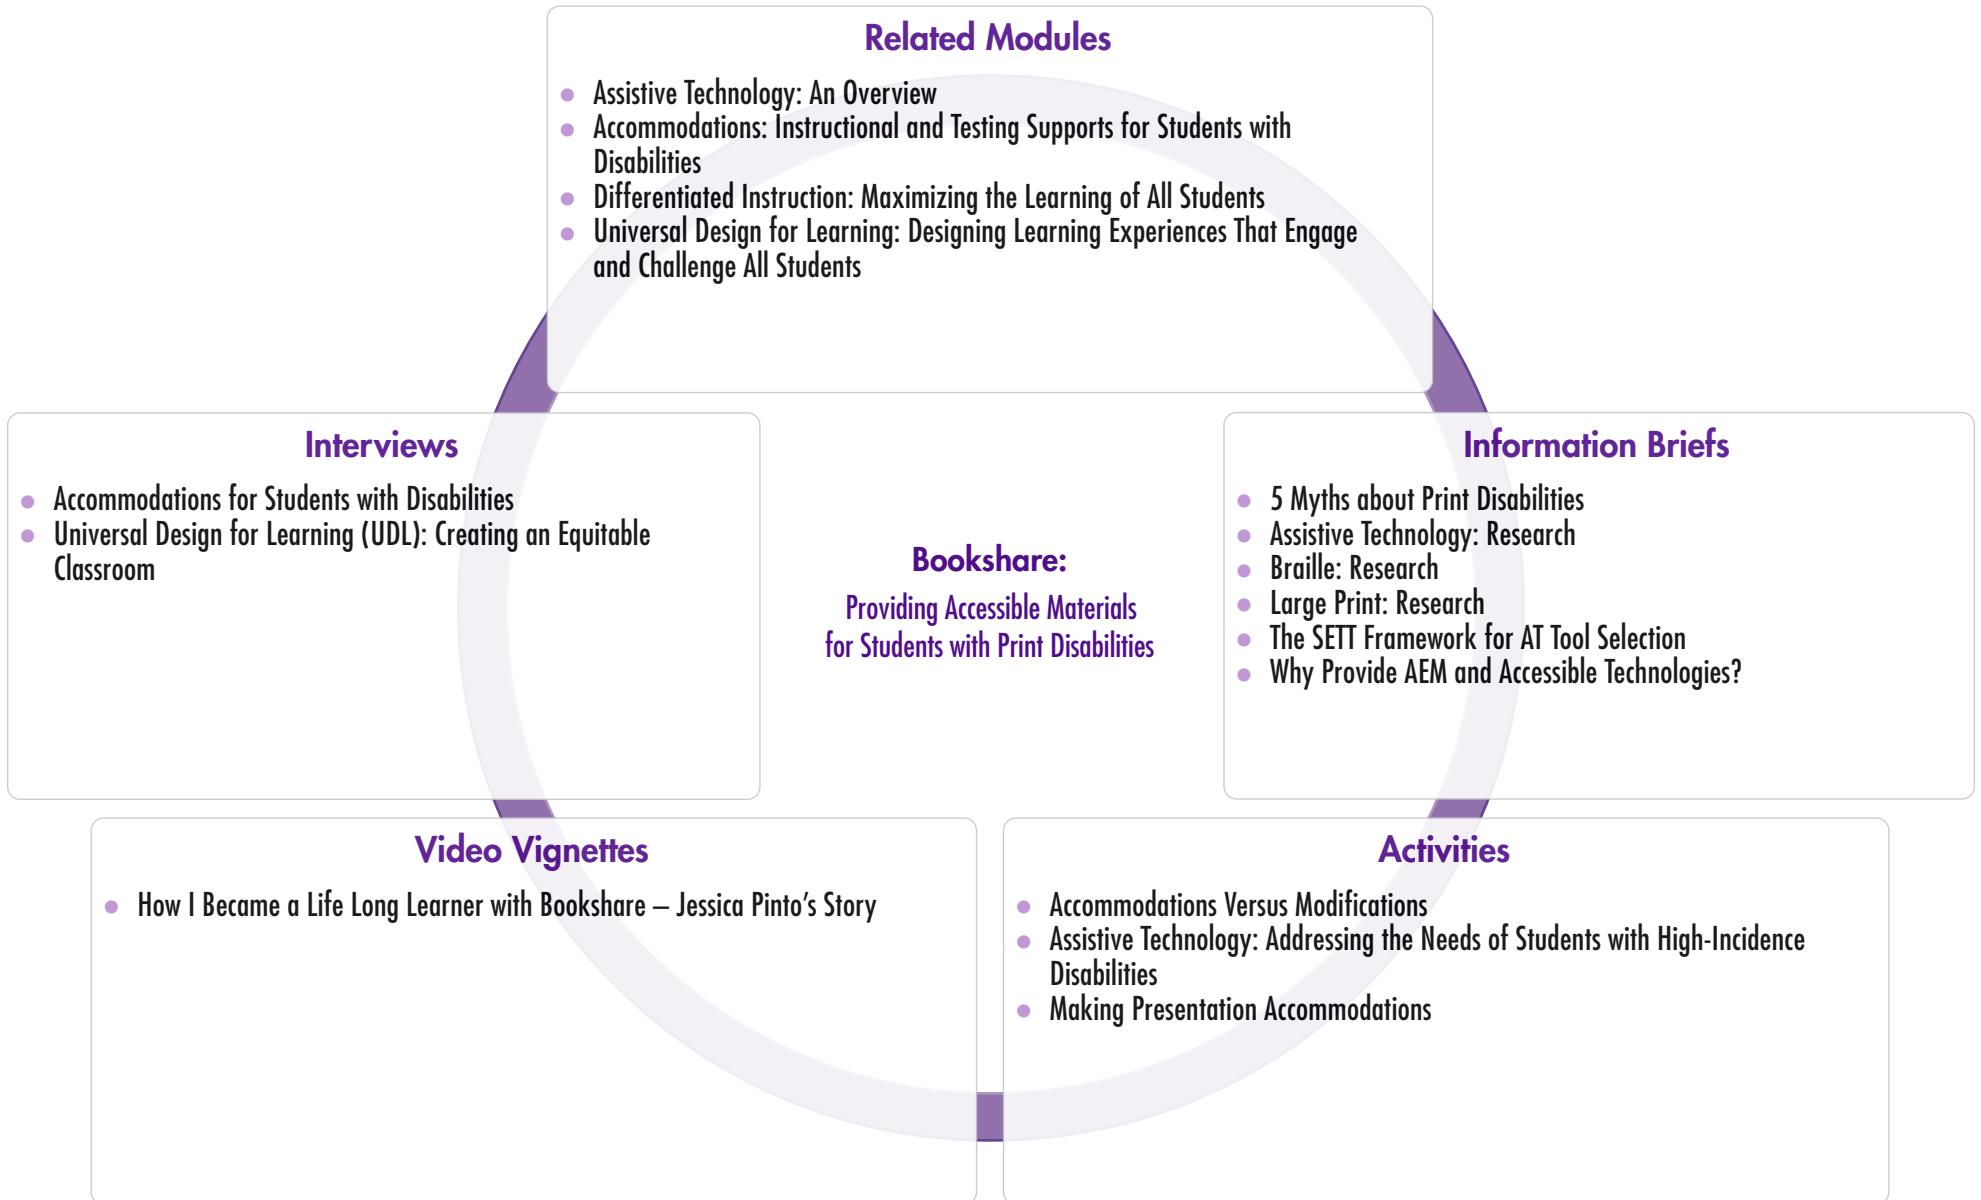 Related Modules
Assistive Technology: An Overview
Accommodations: Instructional and Testing Supports for Students with
Disabilities
Differentiated Instruction: Maximizing the Learning of All Students
Universal Design for Learning: Designing Learning Experiences That Engage
and Challenge All Students
Interviews
Accommodations for Students with Disabilities
Universal Design for Learning (UDL): Creating an Equitable
Classroom
Bookshare:
Providing Accessible Materials
for Students with Print Disabilities
Information Briefs
5 Myths about Print Disabilities
Assistive Technology: Research
Braille: Research
Large Print: Research
The SETT Framework for AT Tool Selection
Why Provide AEM and Accessible Technologies?
Video Vignettes
How I Became a Life Long Learner with Bookshare – Jessica Pinto’s Story
Activities
Accommodations Versus Modifications
Assistive Technology: Addressing the Needs of Students with High-Incidence
Disabilities
Making Presentation Accommodations